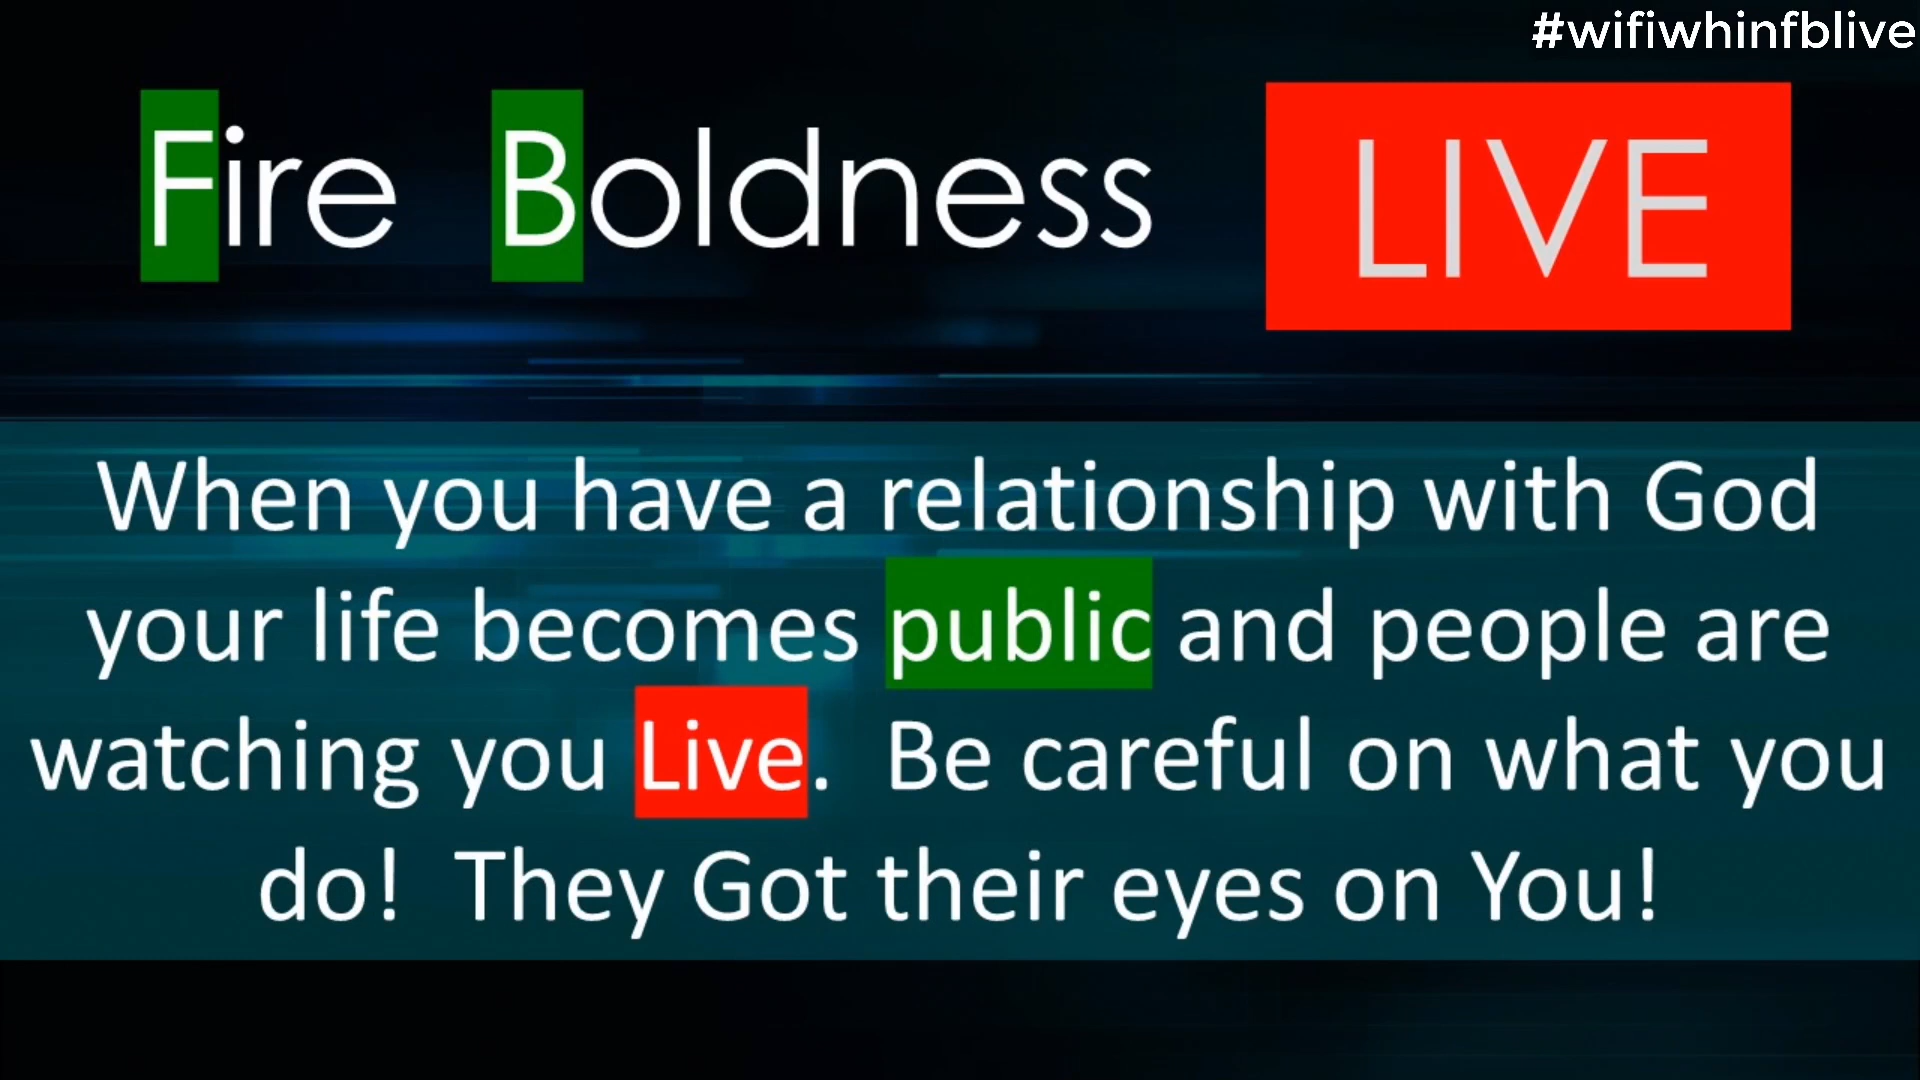 #wifiwhinfblive
Fire Boldness LIVE
When you have a relationship with God
your life becomes public and people are
watching you Live. Be careful on what you
do! They Got their eyes on You!